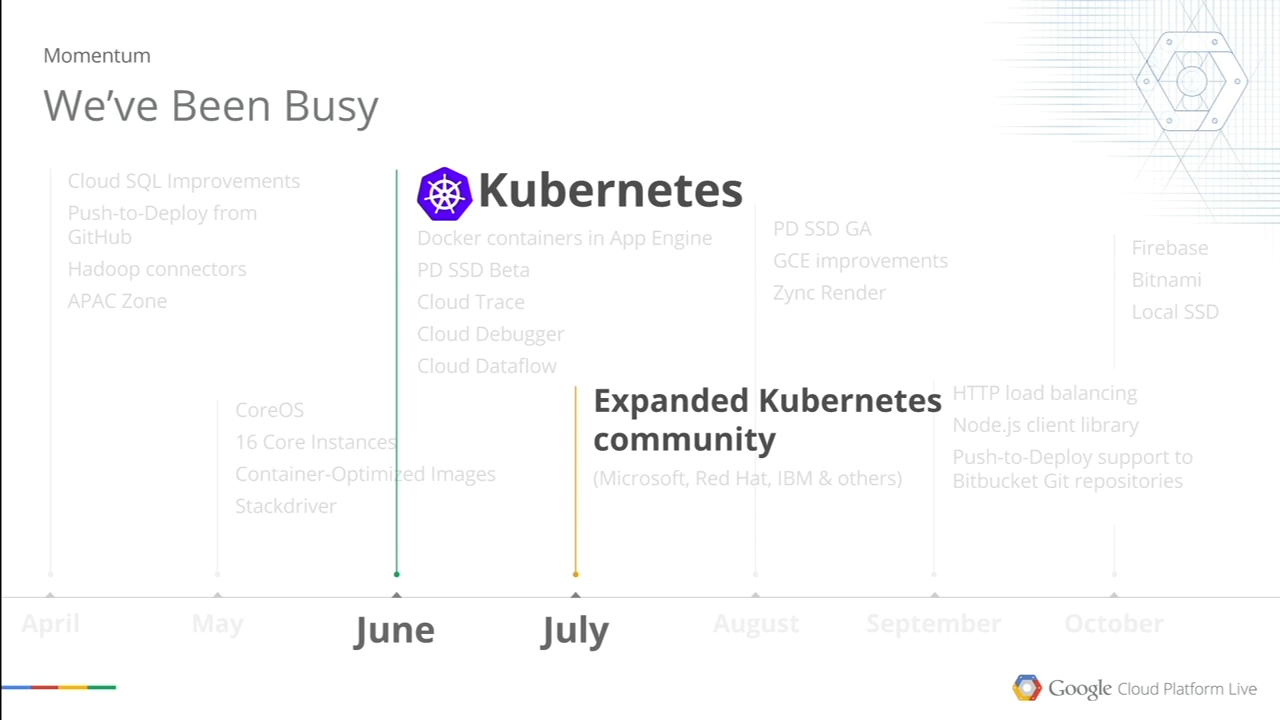 Momentum
We've Been Busy
Cloud SQL Improvements
Push-to-Deploy from
GitHub
Hadoop connectors
APAC Zone
CoreOS
16 Core Instances
Container-Optimized Images
Stackdriver
Kubernetes
Docker containers in App Engine
PD SSD Beta
Cloud Trace
Cloud Debugger
Cloud Dataflow
Expanded Kubernetes
community
(Microsoft, Red Hat, IBM & others)
PD SSD GA
GCE improvements
Zync Render
HTTP load balancing
Node.js client library
Push-to-Deploy support to
Bitbucket Git repositories
Firebase
Bitnami
Local SSD
April May June July August September October
Google Cloud Platform Live